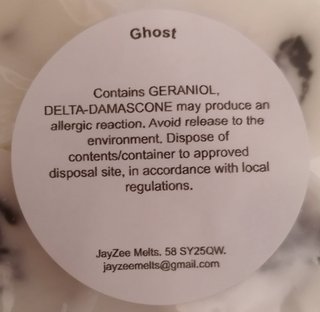 Ghost
Contains GERANIOL,
DELTA-DAMASCONE may produce an
allergic reaction. Avoid release to the
environment. Dispose of
contents/container to approved
disposal site, in accordance with local
regulations.
JayZee Melts. 58 SY25QW.
jayzeemelts@gmail.com